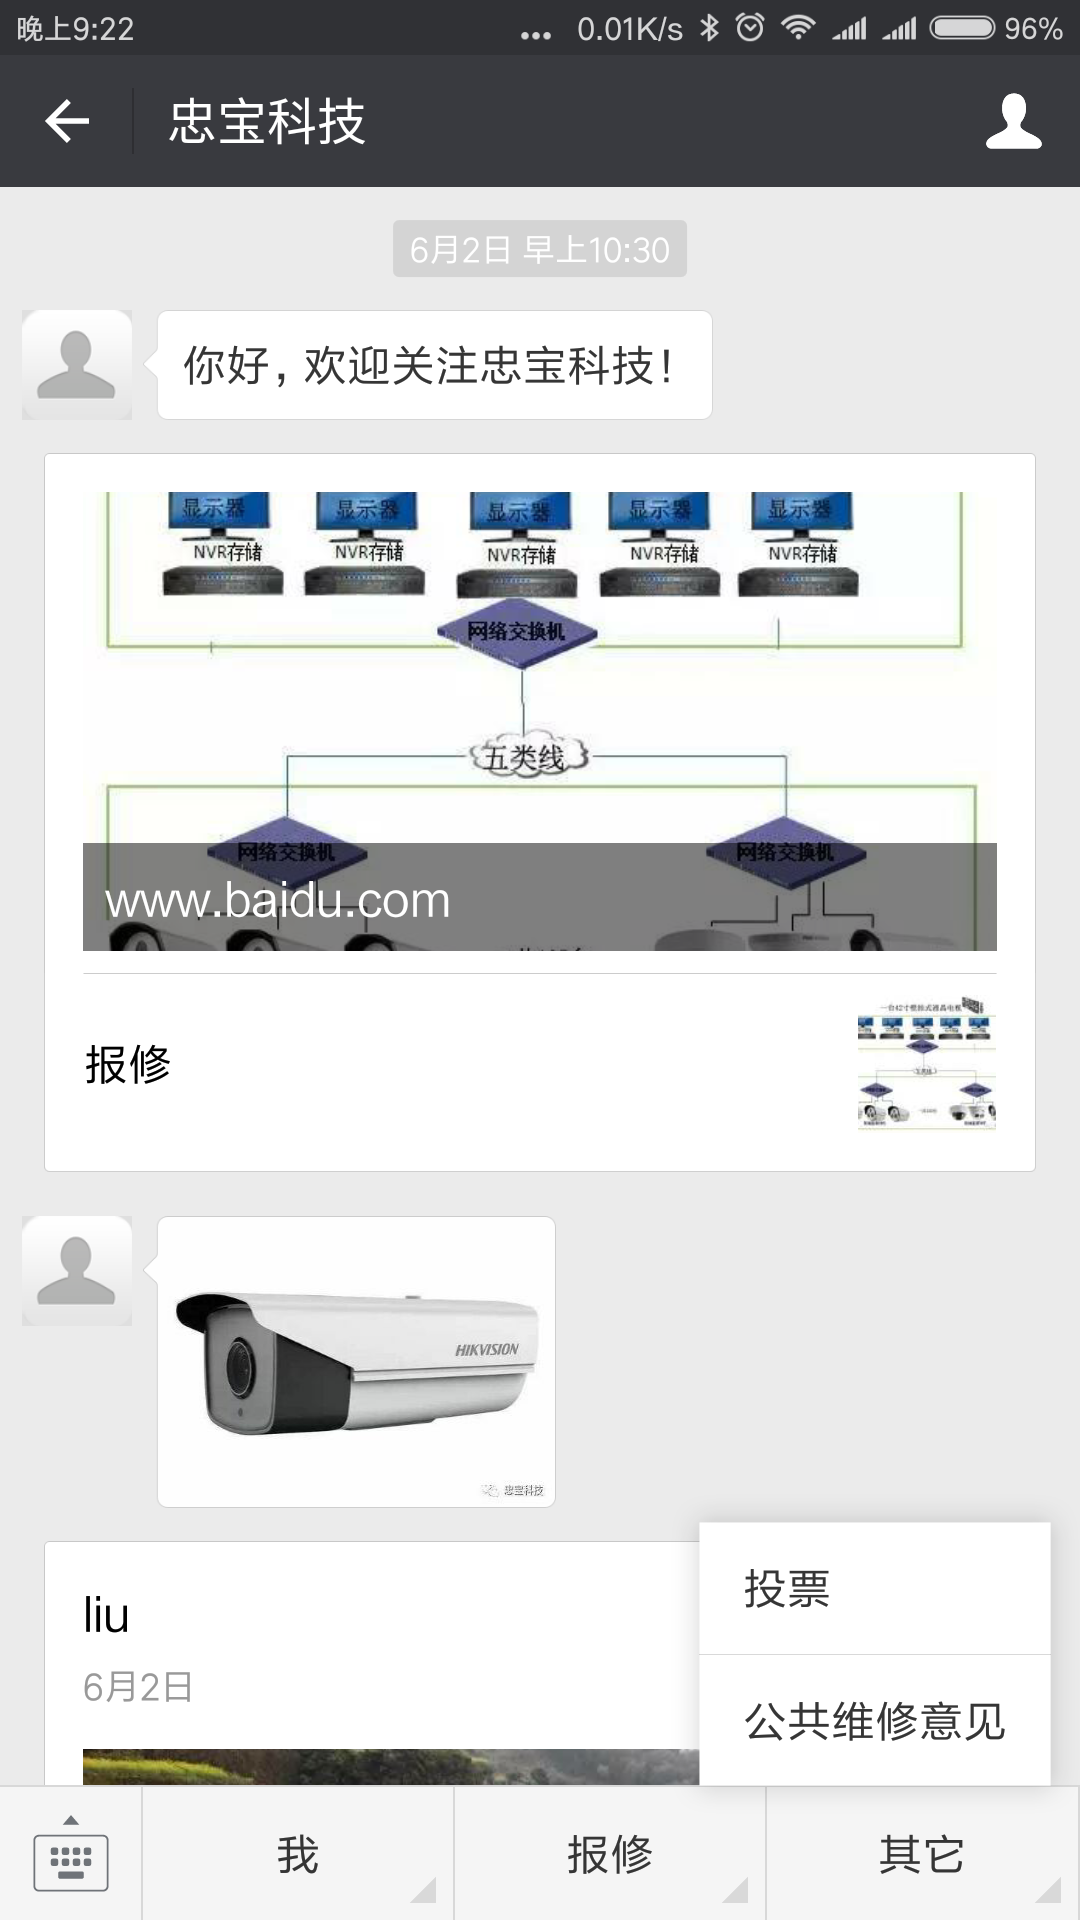 晚上9:22
... 0.01K/s 96%
忠宝科技
6月2日 早上10:30
你好，欢迎关注忠宝科技！
显示器 显示器 显示器 显示器 显示器
NVR存储 NVR存储 NVR存储 NVR存储 NVR存储
网络交换机
五类线
网络交换机 网络交换机
www.baidu.com
报修
HIKVISION
忠宝科技
liu
6月2日
投票
公共维修意见
我 报修 其它